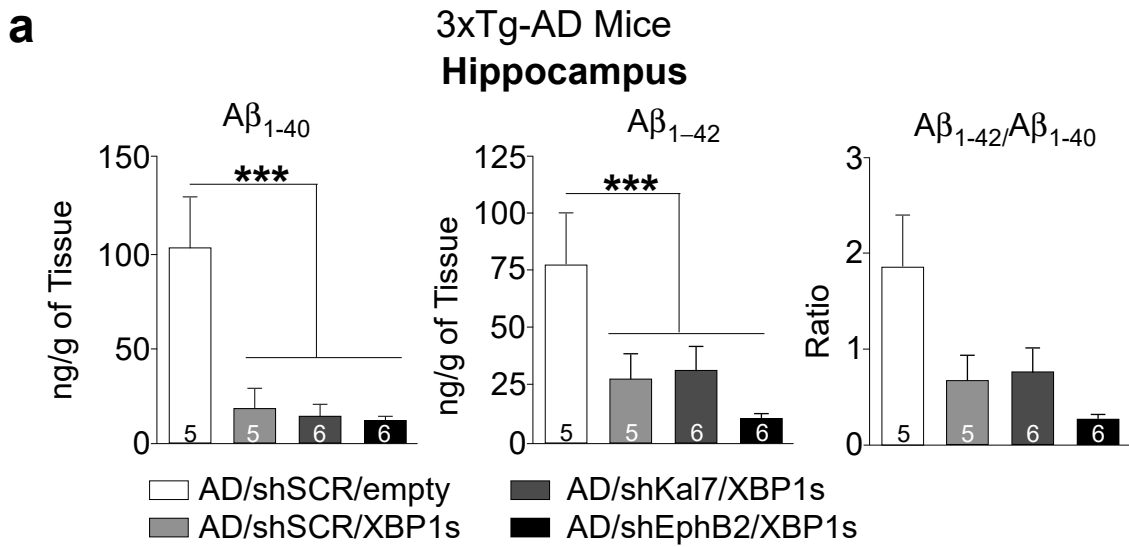 a
3xTg-AD Mice
Hippocampus
Aβ1-40
ng/g of Tissue
150
100
50
0
***
5
5
6
6
Aβ1–42
ng/g of Tissue
125
100
75
50
25
0
***
5
5
6
6
Aβ1-42/Aβ1-40
Ratio
3
2
1
0
5
5
6
6
AD/shSCR/empty
AD/shKal7/XBP1s
AD/shSCR/XBP1s
AD/shEphB2/XBP1s